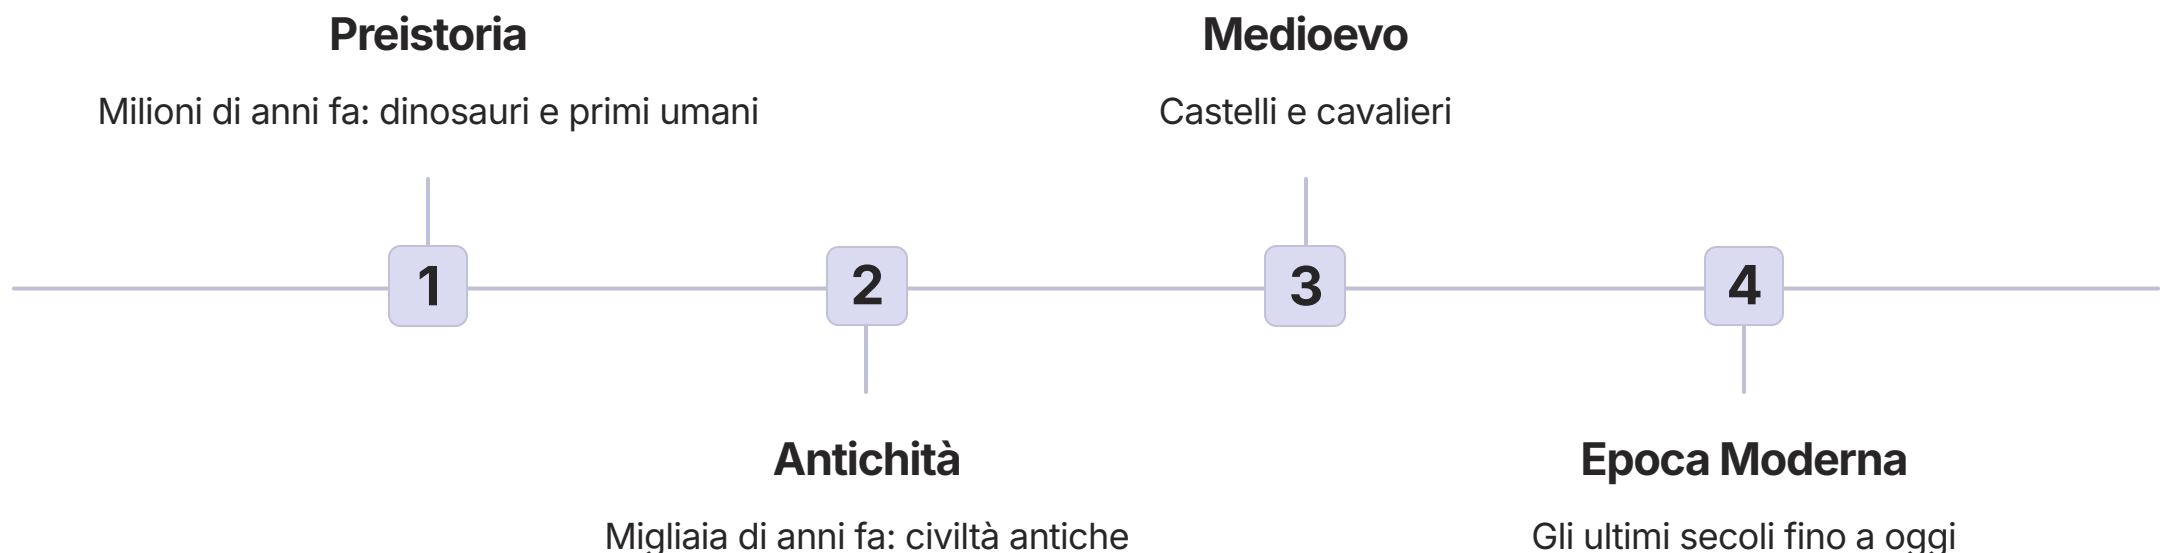 Preistoria
Milioni di anni fa: dinosauri e primi umani
Medioevo
Castelli e cavalieri
1
2
3
4
Antichità
Migliaia di anni fa: civiltà antiche
Epoca Moderna
Gli ultimi secoli fino a oggi